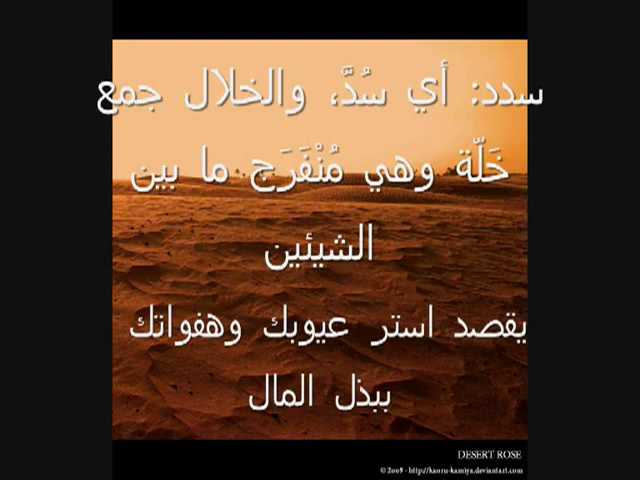 سدد: أي سُدَّ، والخلال جمع
خَلّة وهي مُنْفَرَج ما بين
الشيئين
يقصد استر عيوبك وهفواتك
ببذل المال
DESERT ROSE
© 2009 - http://kaoru-kamiya.deviantart.com